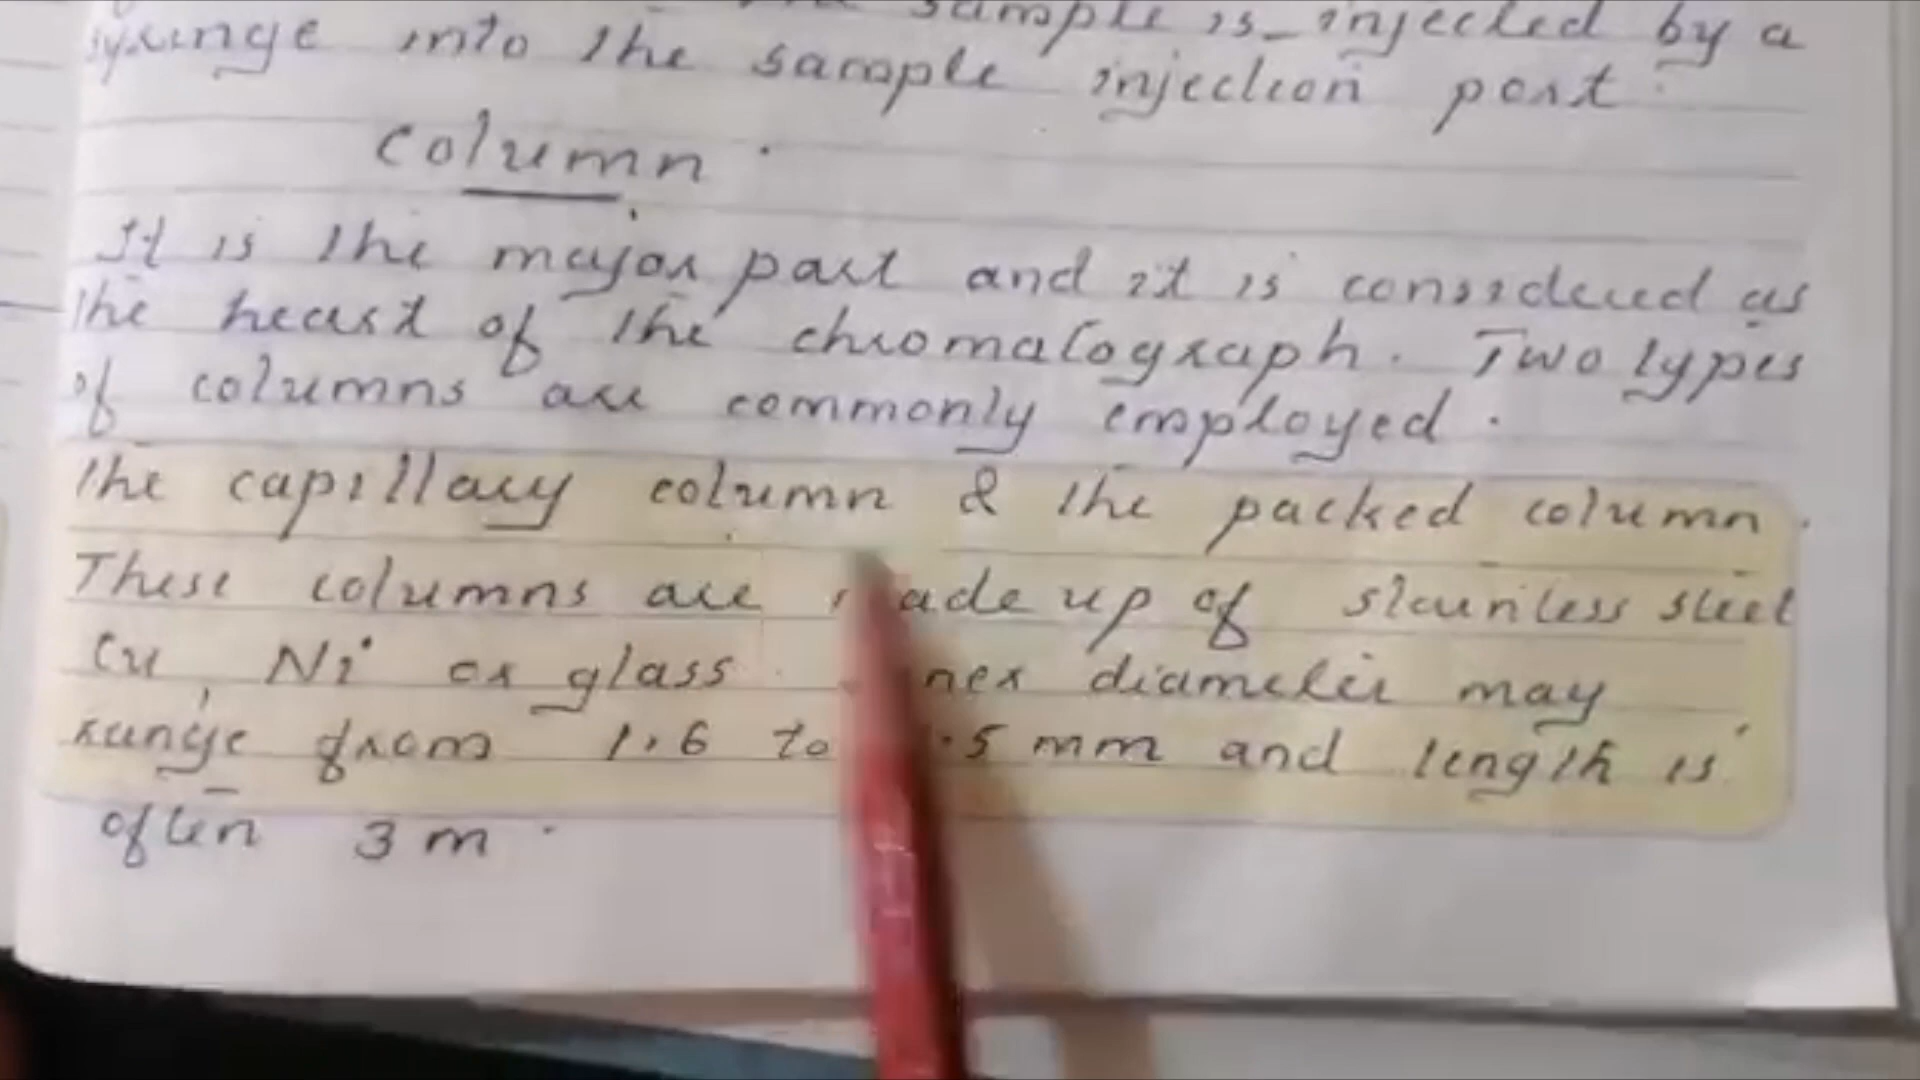 sample is injected by a
syringe into the sample injection port.
Column.
It is the major part and it is considered as
the heart of the chromatograph. Two types
of columns are commonly employed.
The capillary column & the packed column.
These columns are up of stainless steel
Cu, Ni or glass. diameter may
range from 1.6 to mm and length is
often 3 m.